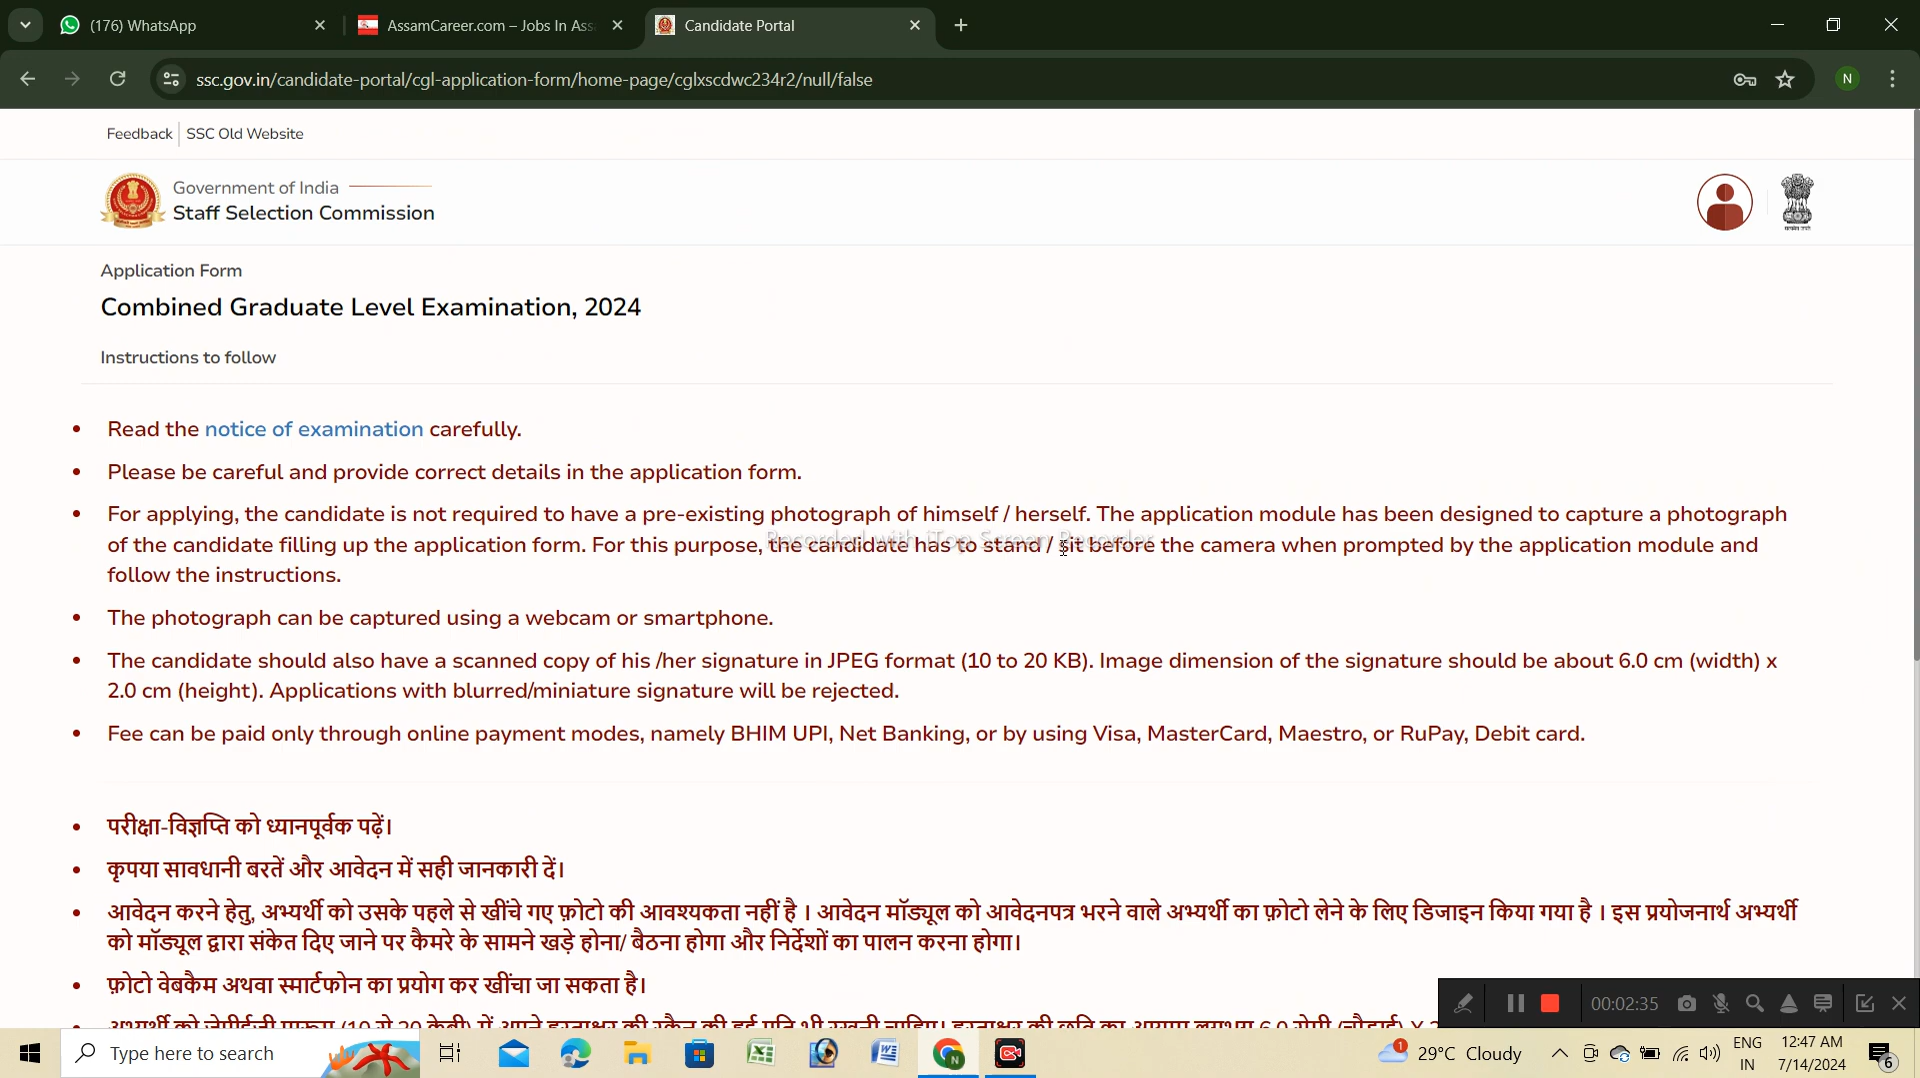 (176) WhatsApp
AssamCareer.com – Jobs In Ass
Candidate Portal
ssc.gov.in/candidate-portal/cgl-application-form/home-page/cglxscdwc234r2/null/false
N
Feedback
SSC Old Website
Government of India
Staff Selection Commission
Application Form
Combined Graduate Level Examination, 2024
Instructions to follow
• Read the notice of examination carefully.
• Please be careful and provide correct details in the application form.
• For applying, the candidate is not required to have a pre-existing photograph of himself / herself. The application module has been designed to capture a photograph
of the candidate filling up the application form. For this purpose, the candidate has to stand / sit before the camera when prompted by the application module and
follow the instructions.
Recorded with iTop Screen Recorder
• The photograph can be captured using a webcam or smartphone.
• The candidate should also have a scanned copy of his /her signature in JPEG format (10 to 20 KB). Image dimension of the signature should be about 6.0 cm (width) x
2.0 cm (height). Applications with blurred/miniature signature will be rejected.
• Fee can be paid only through online payment modes, namely BHIM UPI, Net Banking, or by using Visa, MasterCard, Maestro, or RuPay, Debit card.
• परीक्षा-विज्ञप्ति को ध्यानपूर्वक पढ़ें।
• कृपया सावधानी बरतें और आवेदन में सही जानकारी दें।
• आवेदन करने हेतु, अभ्यर्थी को उसके पहले से खींचे गए फ़ोटो की आवश्यकता नहीं है । आवेदन मॉड्यूल को आवेदनपत्र भरने वाले अभ्यर्थी का फ़ोटो लेने के लिए डिजाइन किया गया है । इस प्रयोजनार्थ अभ्यर्थी
को मॉड्यूल द्वारा संकेत दिए जाने पर कैमरे के सामने खड़े होना/ बैठना होगा और निर्देशों का पालन करना होगा।
• फ़ोटो वेबकैम अथवा स्मार्टफोन का प्रयोग कर खींचा जा सकता है।
00:02:35
Type here to search
1
29°C Cloudy
ENG
IN
12:47 AM
7/14/2024
6